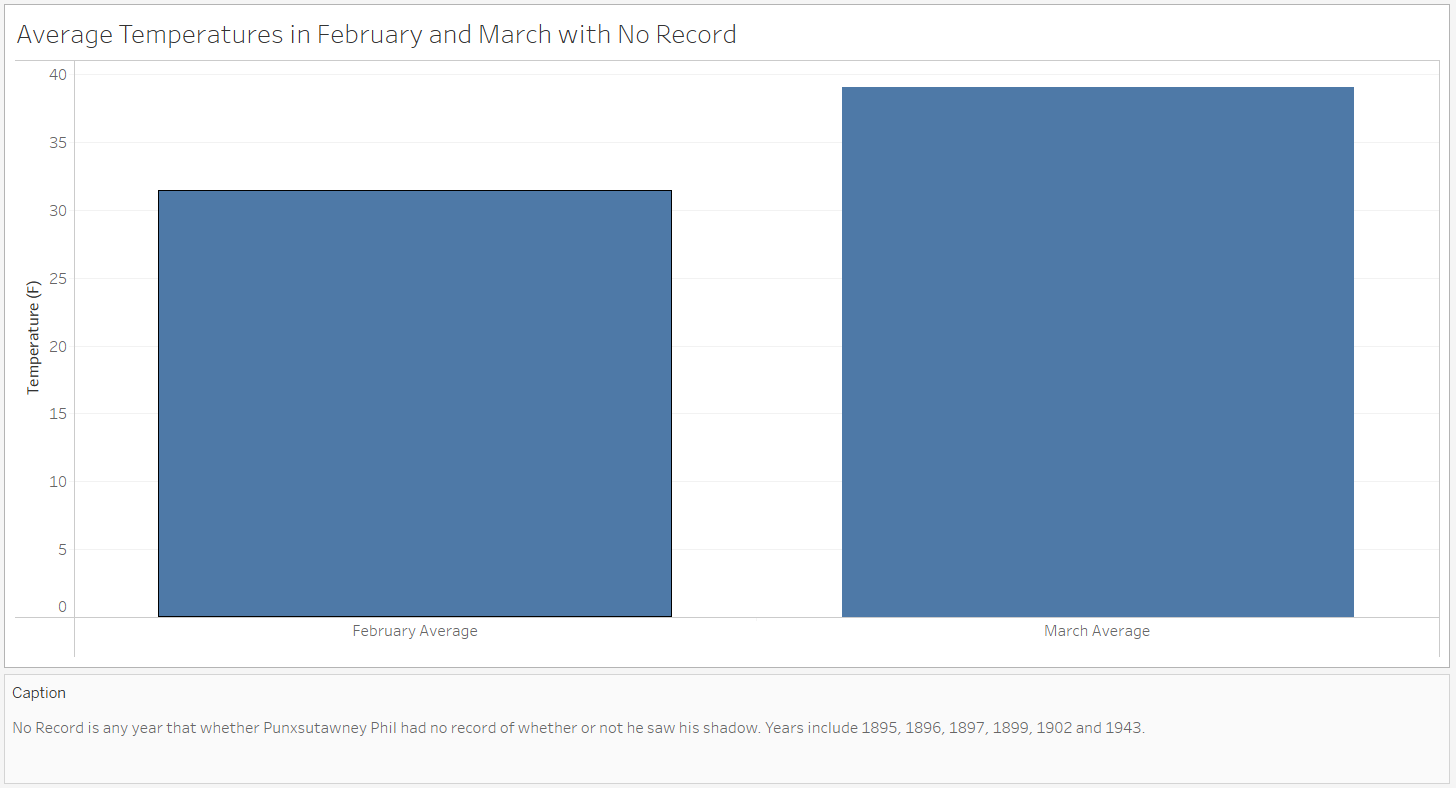 Average Temperatures in February and March with No Record
40
35
30
25
20
15
10
5
0
Temperature (F)
February Average
March Average
Caption
No Record is any year that whether Punxsutawney Phil had no record of whether or not he saw his shadow. Years include 1895, 1896, 1897, 1899, 1902 and 1943.